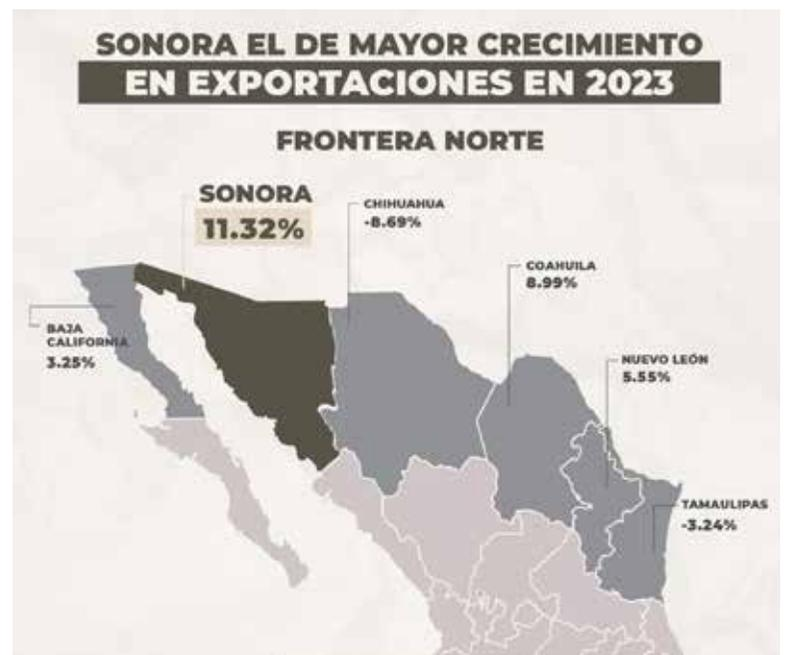 SONORA EL DE MAYOR CRECIMIENTO
EN EXPORTACIONES EN 2023
FRONTERA NORTE
SONORA
11.32%
CHIHUAHUA
-8.69%
COAHUILA
8.99%
BAJA
CALIFORNIA
3.25%
NUEVO LEÓN
5.55%
TAMAULIPAS
-3.24%